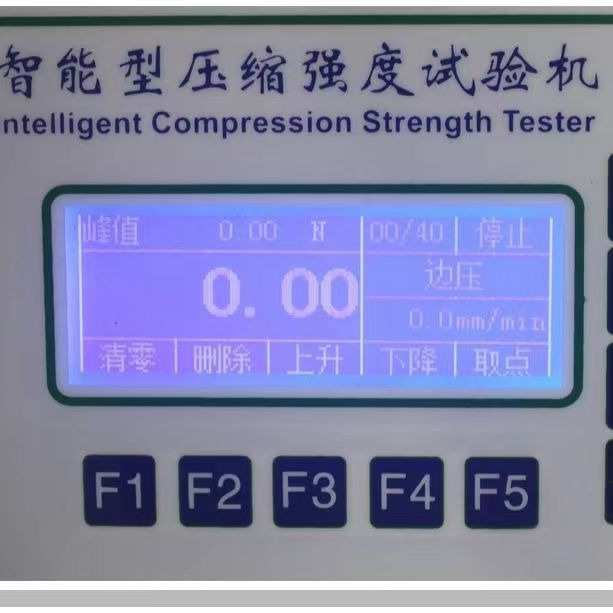 智能型压缩强度试验机
ntelligent Compression Strength Tester
峰值 0.00 N 00/40 停止
边压
0.00
0.0mm/min
清零 删除 上升 下降 取点
F1 F2 F3 F4 F5